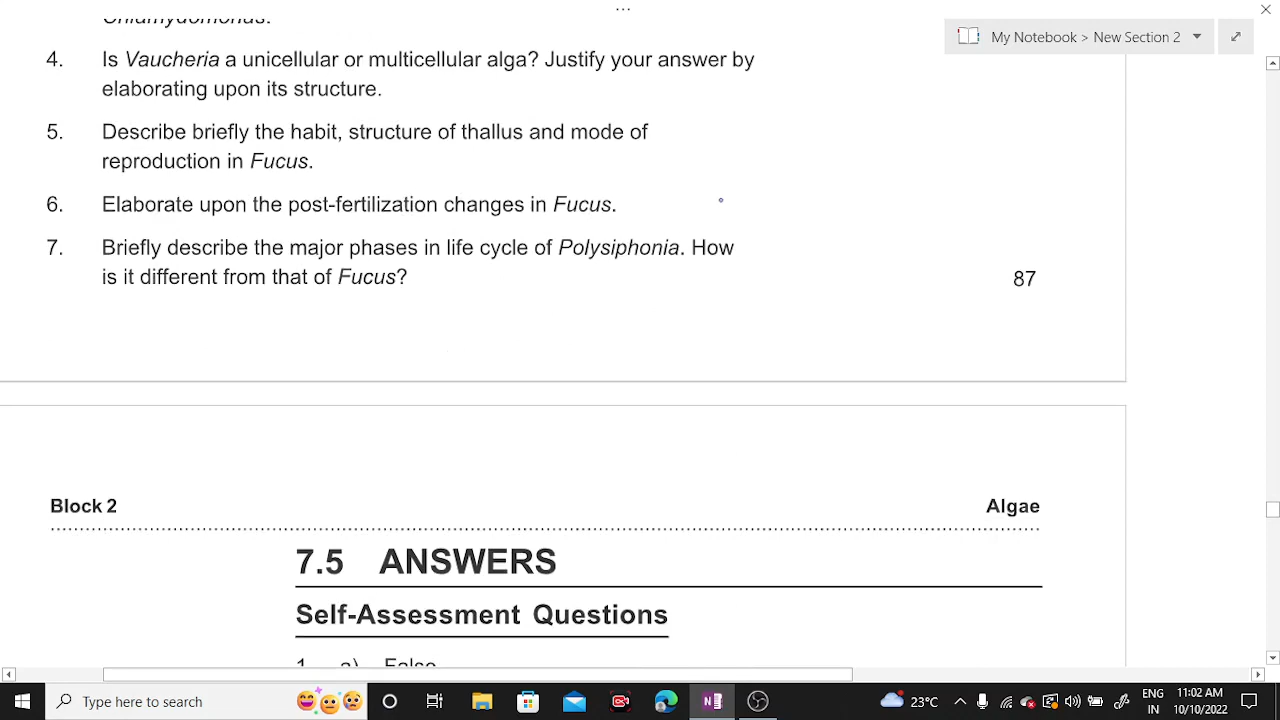 ...
Chlamydomonas.
My Notebook > New Section 2
4. Is Vaucheria a unicellular or multicellular alga? Justify your answer by
elaborating upon its structure.
5. Describe briefly the habit, structure of thallus and mode of
reproduction in Fucus.
6. Elaborate upon the post-fertilization changes in Fucus.
7. Briefly describe the major phases in life cycle of Polysiphonia. How
is it different from that of Fucus?
87
Block 2 Algae
7.5 ANSWERS
Self-Assessment Questions
1. a) False
Type here to search
23°C
ENG 11:02 AM
IN 10/10/2022